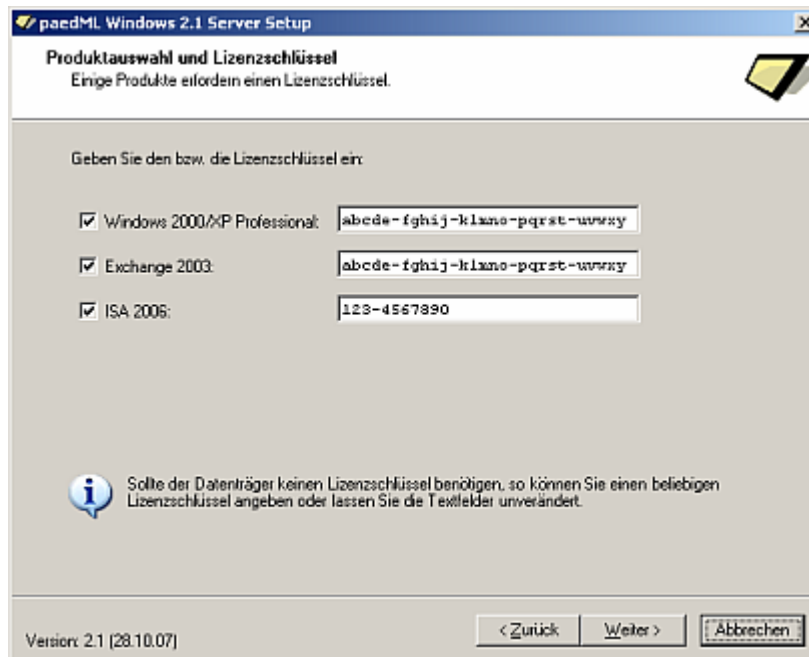 paedML Windows 2.1 Server Setup
Produktauswahl und Lizenzschlüssel
Einige Produkte erfordern einen Lizenzschlüssel.
Geben Sie den bzw. die Lizenzschlüssel ein:
Windows 2000/XP Professional: abcde-fghij-klmno-pqrst-uvwxy
Exchange 2003: abcde-fghij-klmno-pqrst-uvwxy
ISA 2006: 123-4567890
Sollte der Datenträger keinen Lizenzschlüssel benötigen, so können Sie einen beliebigen
Lizenzschlüssel angeben oder lassen Sie die Textfelder unverändert.
Version: 2.1 (28.10.07)
< Zurück Weiter > Abbrechen